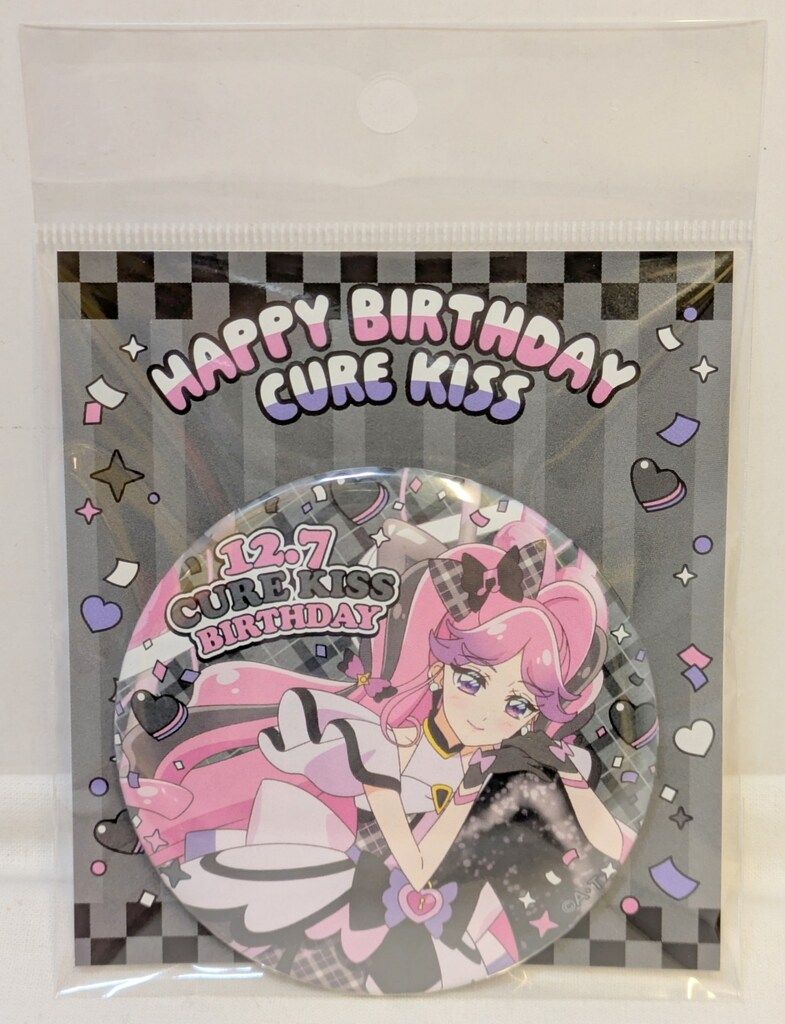 HAPPY BIRTHDAY
CURE KISS
12.7
CURE KISS
BIRTHDAY
©A・T